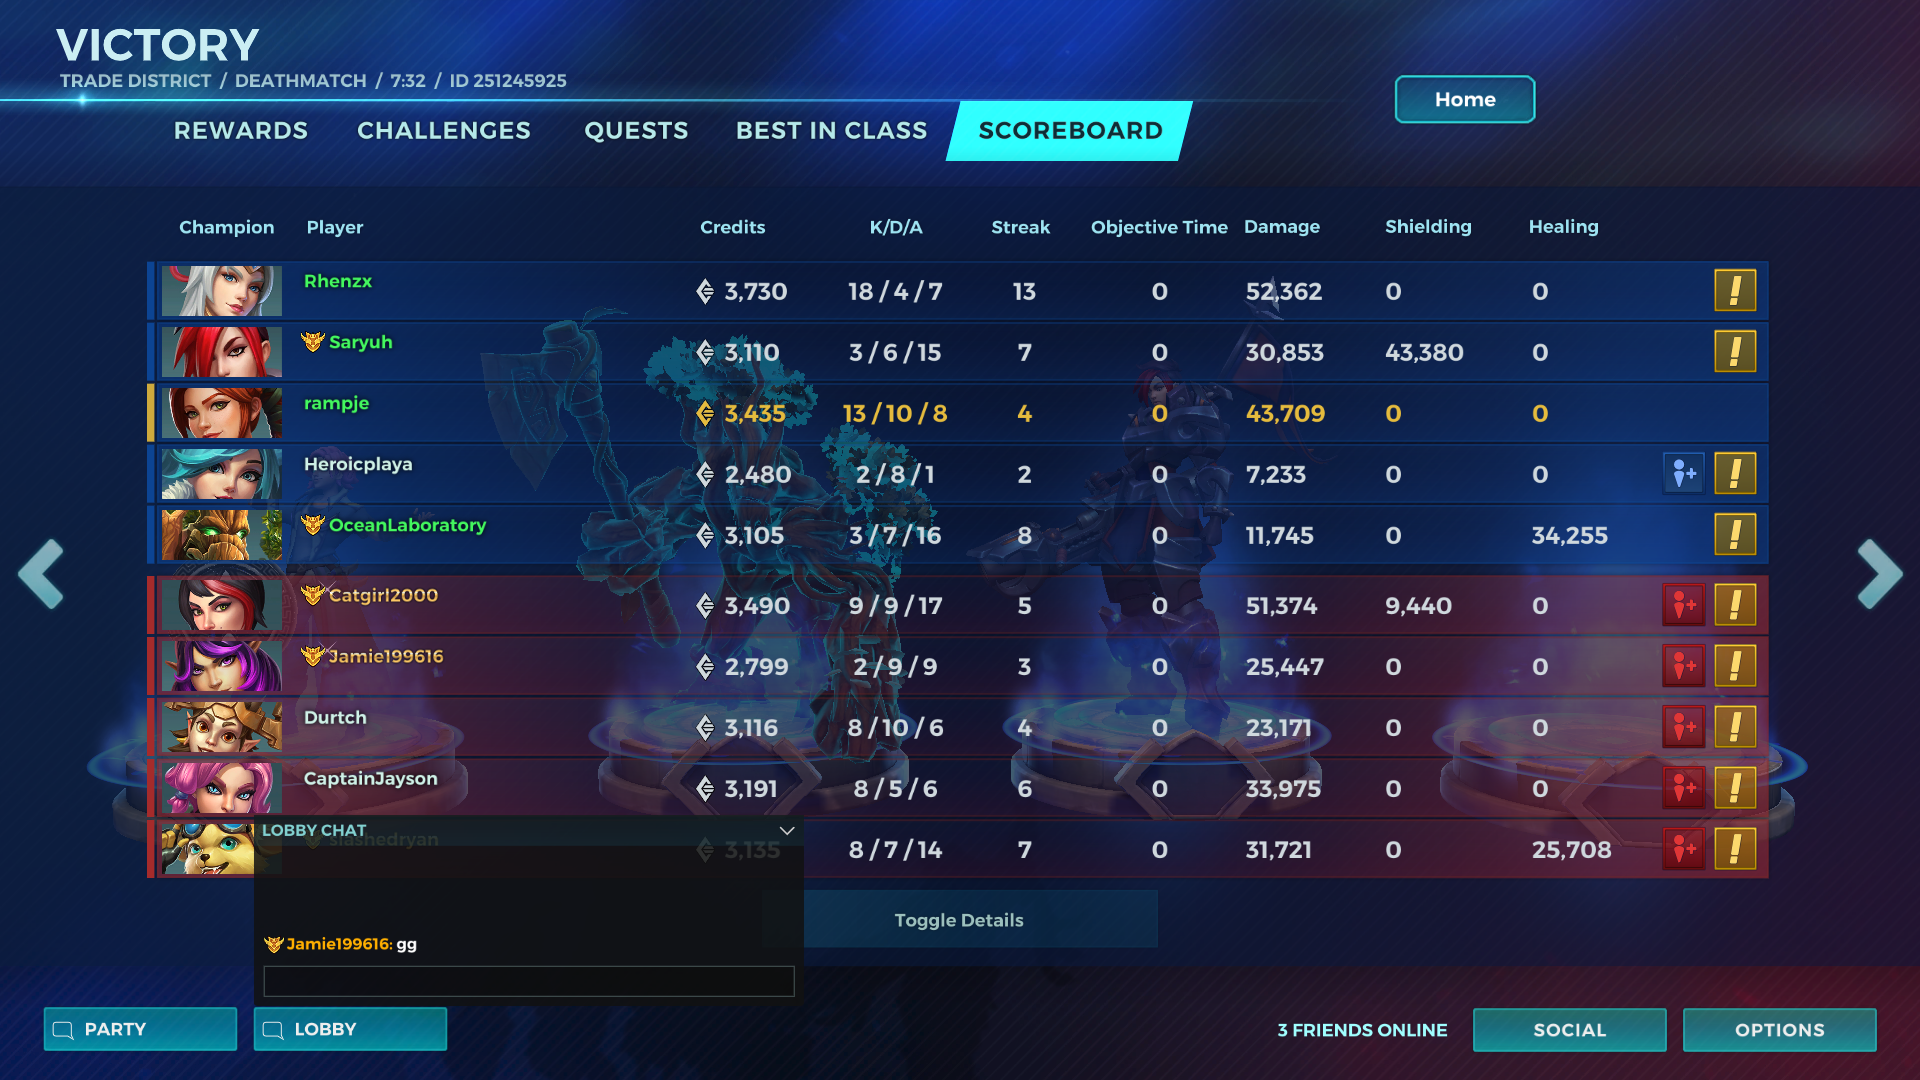 VICTORY
TRADE DISTRICT / DEATHMATCH / 7:32 / ID 251245925
Home
REWARDS CHALLENGES QUESTS BEST IN CLASS SCOREBOARD
Champion Player Credits K/D/A Streak Objective Time Damage Shielding Healing
Rhenzx 3,730 18 / 4 / 7 13 0 52,362 0 0
Saryuh 3,110 3 / 6 / 15 7 0 30,853 43,380 0
rampje 3,435 13 / 10 / 8 4 0 43,709 0 0
Heroicplaya 2,480 2 / 8 / 1 2 0 7,233 0 0
OceanLaboratory 3,105 3 / 7 / 16 8 0 11,745 0 34,255
Catgirl2000 3,490 9 / 9 / 17 5 0 51,374 9,440 0
Jamie199616 2,799 2 / 9 / 9 3 0 25,447 0 0
Durtch 3,116 8 / 10 / 6 4 0 23,171 0 0
CaptainJayson 3,191 8 / 5 / 6 6 0 33,975 0 0
slashedryan 3,135 8 / 7 / 14 7 0 31,721 0 25,708
LOBBY CHAT
Toggle Details
Jamie199616: gg
PARTY LOBBY 3 FRIENDS ONLINE SOCIAL OPTIONS